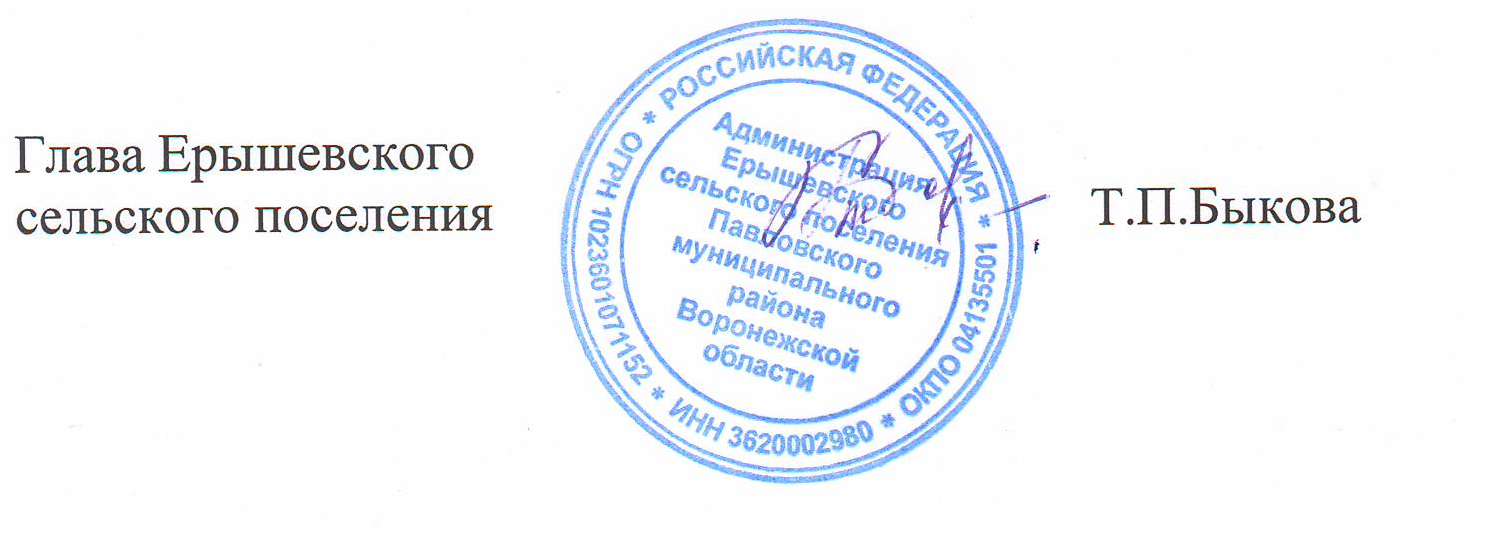 Глава Ерышевского
сельского поселения
РОССИЙСКАЯ ФЕДЕРАЦИЯ * ОКПО 04135501 * ИНН 3620002980 * ОГРН 1023601071152 *
Администрация
Ерышевского
сельского поселения
Павловского
муниципального
района
Воронежской
области
Т.П.Быкова